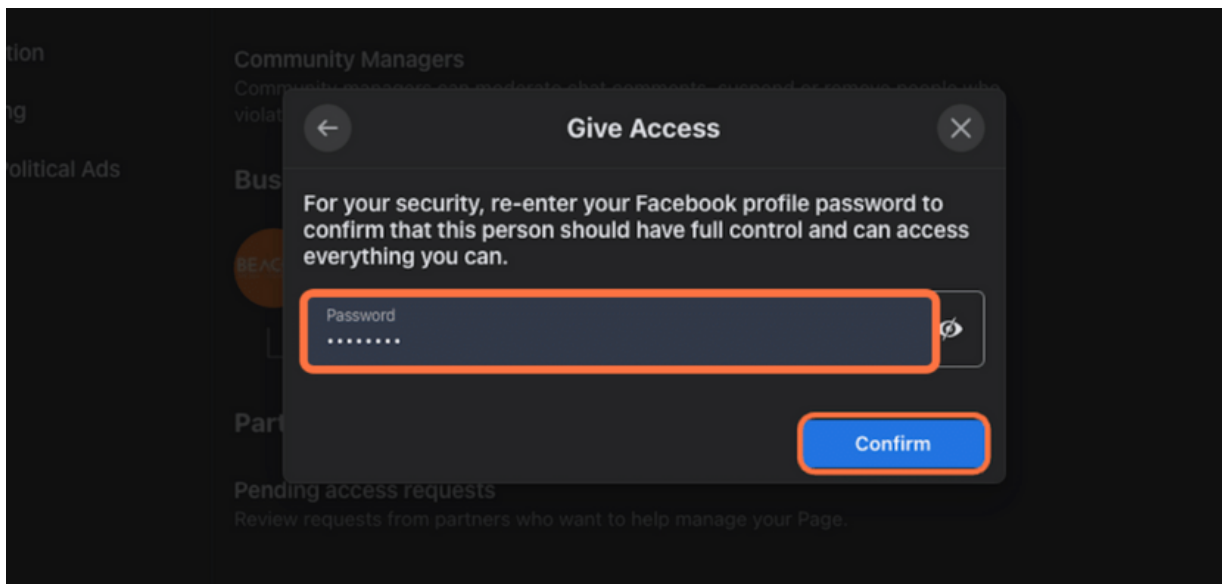 tion
Community Managers
Community managers can moderate chat comments, suspend or remove people who
ng
violat
Give Access
olitical Ads
Bus
For your security, re-enter your Facebook profile password to
confirm that this person should have full control and can access
everything you can.
BEAC
Password
Part
Confirm
Pending access requests
Review requests from partners who want to help manage your Page.